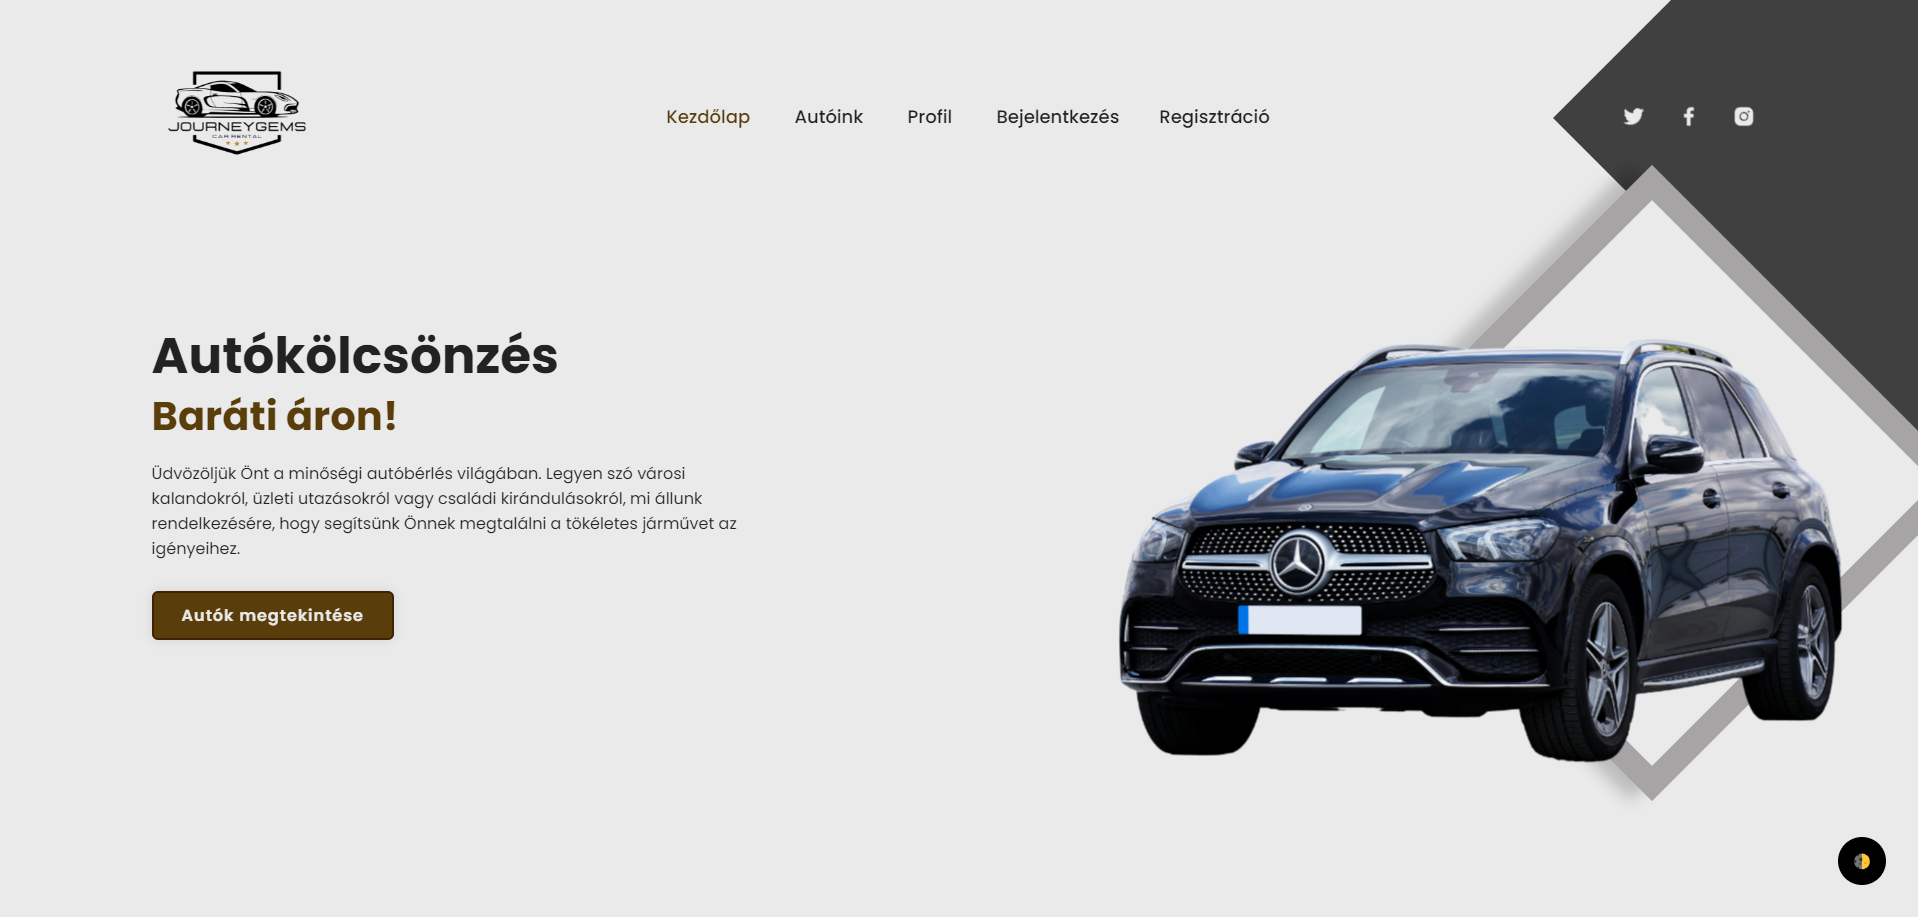 JOURNEYGEMS
CAR RENTAL
Kezdőlap Autóink Profil Bejelentkezés Regisztráció
Autókölcsönzés
Baráti áron!
Üdvözöljük Önt a minőségi autóbérlés világában. Legyen szó városi
kalandokról, üzleti utazásokról vagy családi kirándulásokról, mi állunk
rendelkezésére, hogy segítsünk Önnek megtalálni a tökéletes járművet az
igényeihez.
Autók megtekintése